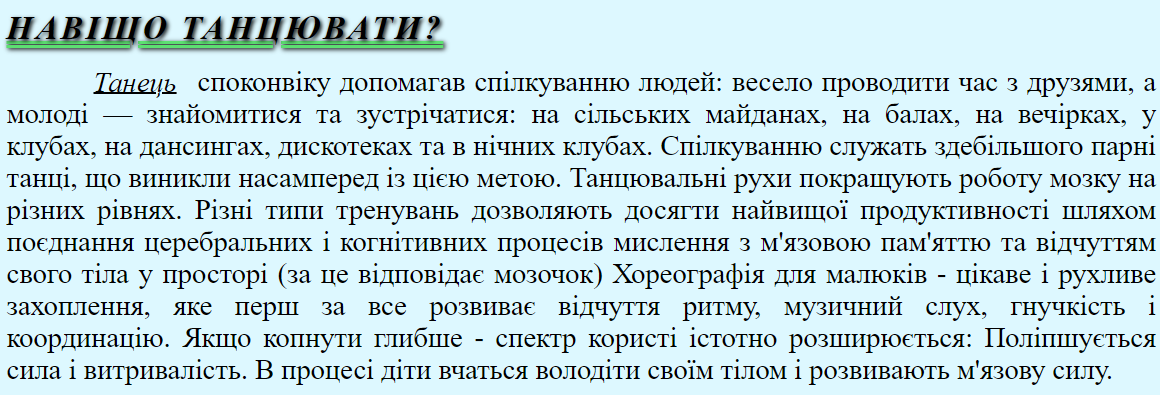 НАВІЩО ТАНЦЮВАТИ?
Танець спокон­віку допомагав спілкуванню людей: весело проводити час з друзями, а
молоді — знайомитися та зустрічатися: на сільських майданах, на балах, на вечірках, у
клубах, на дансингах, дискотеках та в нічних клубах. Спілкуванню служать здебільшого парні
танці, що виникли насамперед із цією метою. Танцювальні рухи покращують роботу мозку на
різних рівнях. Різні типи тренувань дозволяють досягти найвищої продуктивності шляхом
поєднання церебральних і когнітивних процесів мислення з м'язовою пам'яттю та відчуттям
свого тіла у просторі (за це відповідає мозочок) Хореографія для малюків - цікаве і рухливе
захоплення, яке перш за все розвиває відчуття ритму, музичний слух, гнучкість і
координацію. Якщо копнути глибше - спектр користі істотно розширюється: Поліпшується
сила і витривалість. В процесі діти вчаться володіти своїм тілом і розвивають м'язову силу.